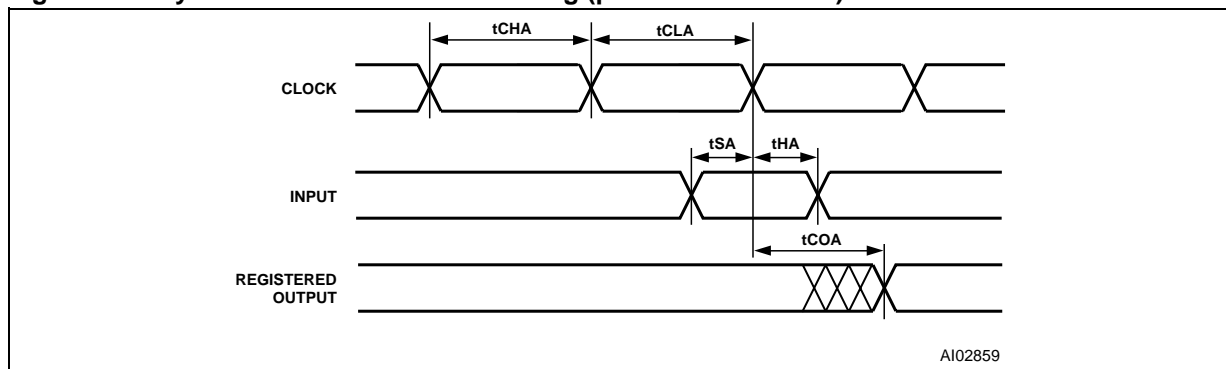 tCHA
tCLA
CLOCK
tSA
tHA
INPUT
tCOA
REGISTERED
OUTPUT
AI02859